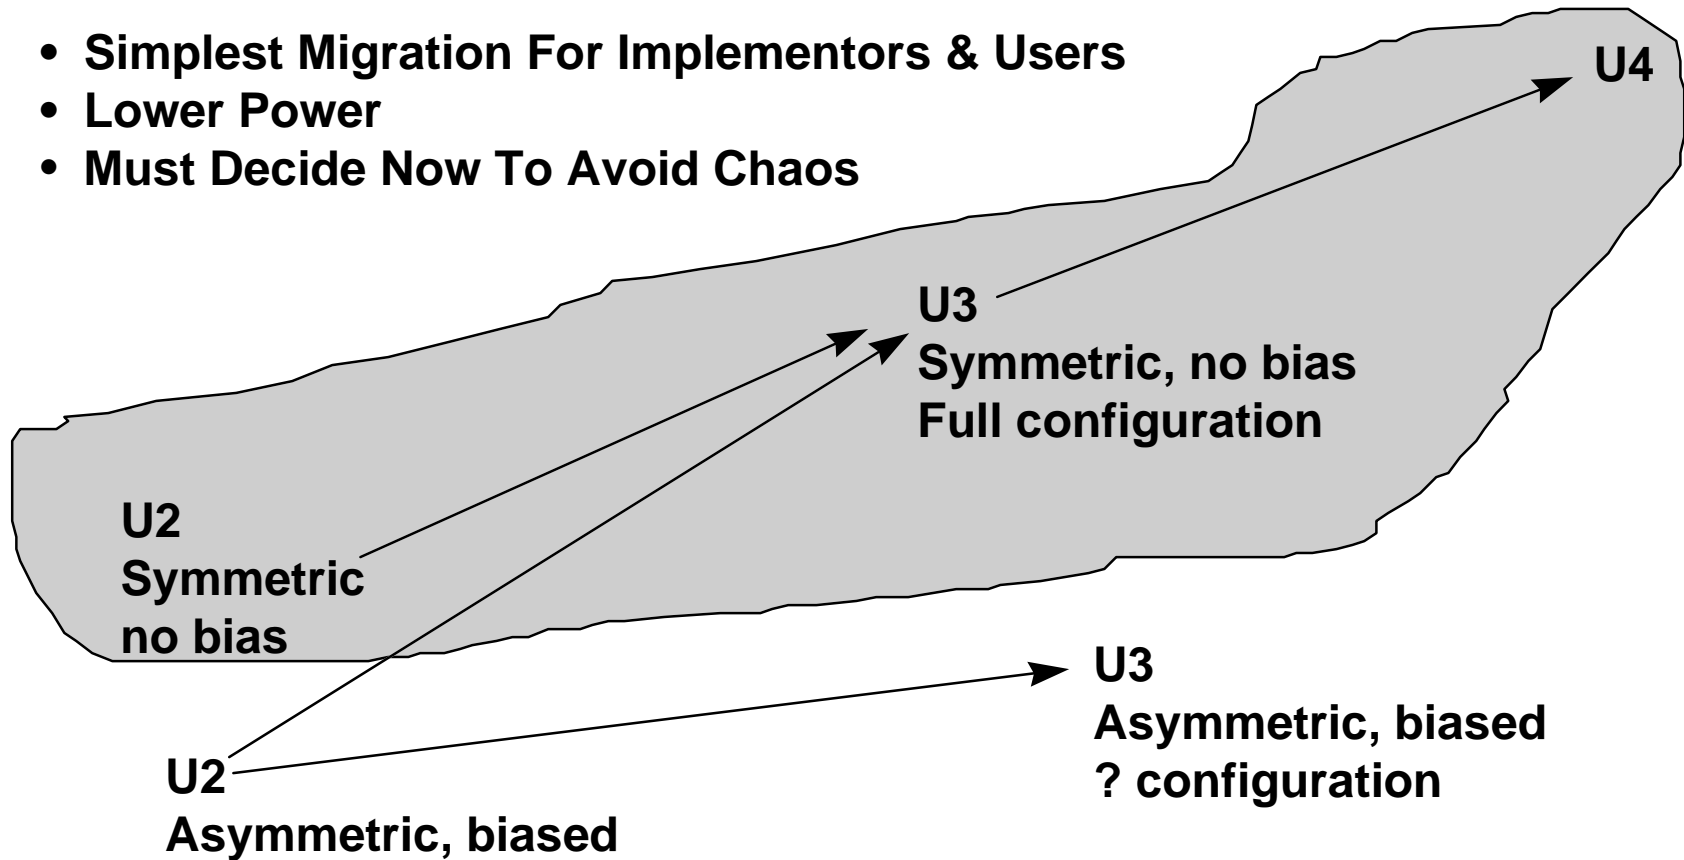 • Simplest Migration For Implementors & Users
• Lower Power
• Must Decide Now To Avoid Chaos
U4
U3
Symmetric, no bias
Full configuration
U2
Symmetric
no bias
U3
Asymmetric, biased
? configuration
U2
Asymmetric, biased